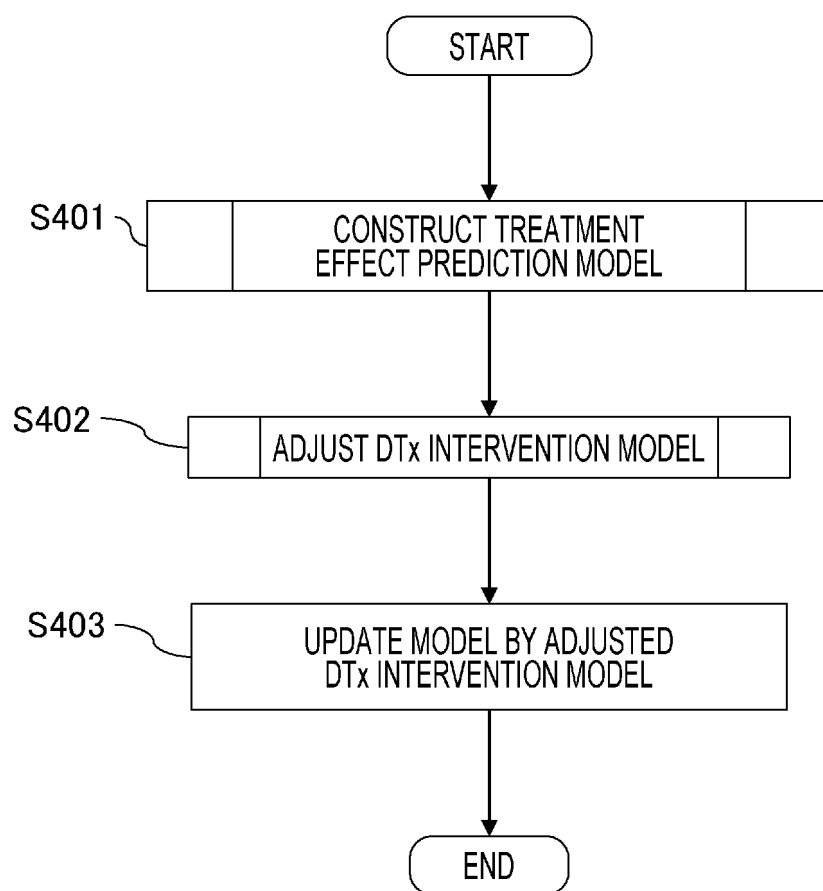 START
S401
CONSTRUCT TREATMENT
EFFECT PREDICTION MODEL
S402
ADJUST DTx INTERVENTION MODEL
S403
UPDATE MODEL BY ADJUSTED
DTx INTERVENTION MODEL
END